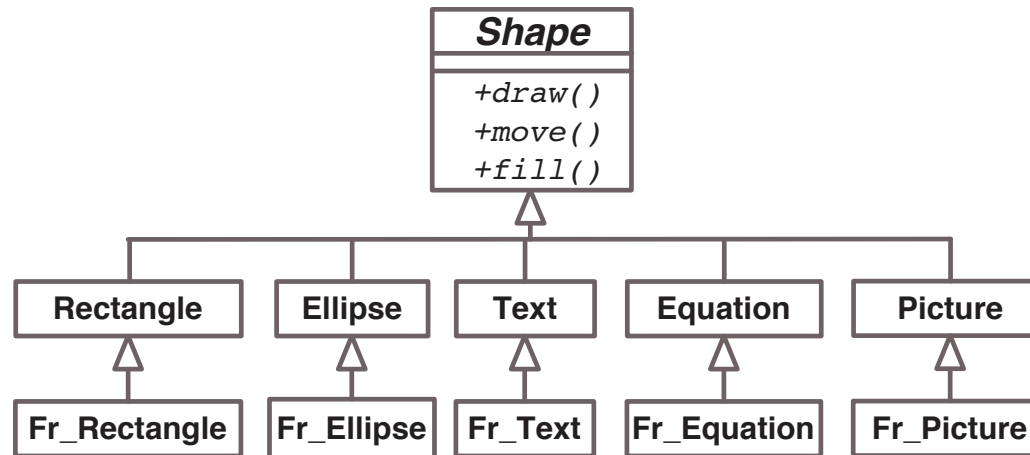 Shape
+draw()
+move()
+fill()
Rectangle Ellipse Text Equation Picture
Fr_Rectangle Fr_Ellipse Fr_Text Fr_Equation Fr_Picture